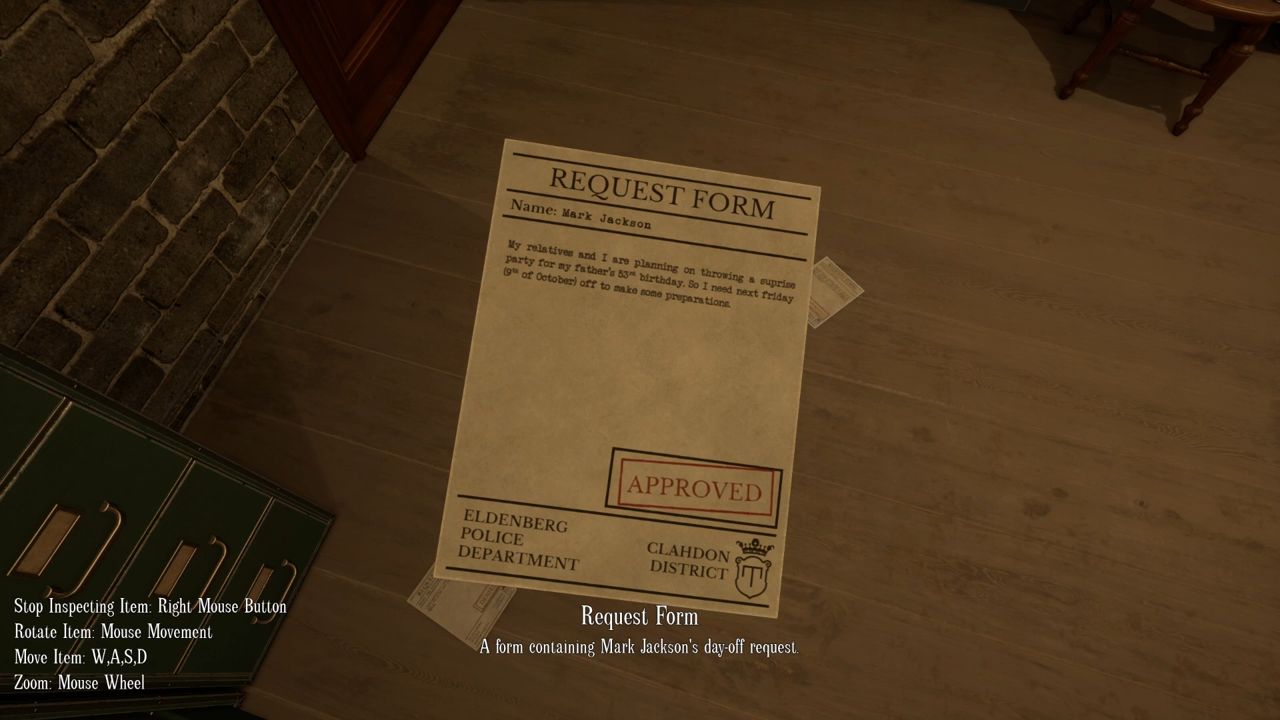 REQUEST FORM
Name: Mark Jackson
My relatives and I are planning on throwing a suprise
party for my father's 53rd birthday. So I need next friday
(9th of October) off to make some preparations.
APPROVED
ELDENBERG
POLICE
DEPARTMENT
CLAHDON
DISTRICT
T
Stop Inspecting Item: Right Mouse Button
Rotate Item: Mouse Movement
Move Item: W,A,S,D
Zoom: Mouse Wheel
Request Form
A form containing Mark Jackson's day-off request.